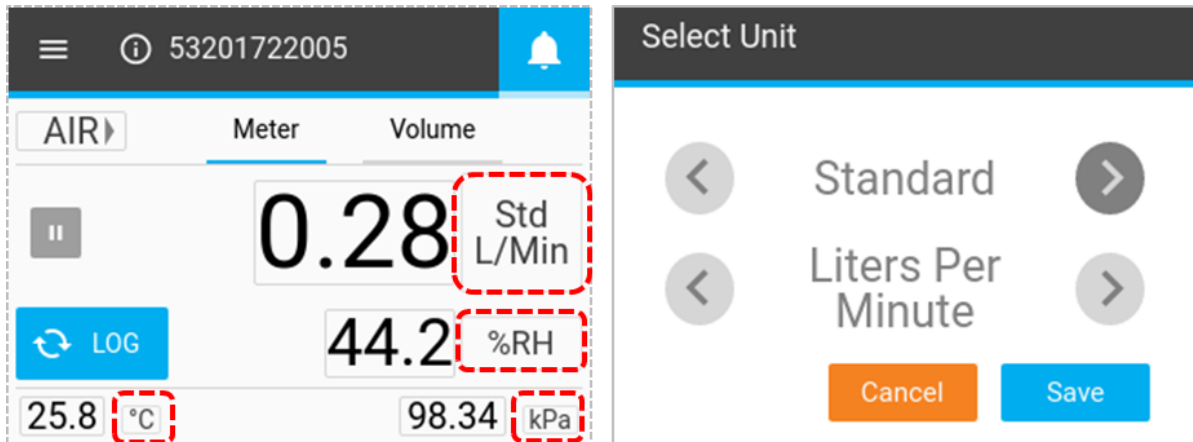 53201722005
AIR
Meter
Volume
0.28
Std
L/Min
LOG
44.2
%RH
25.8
°C
98.34
kPa
Select Unit
Standard
Liters Per
Minute
Cancel
Save